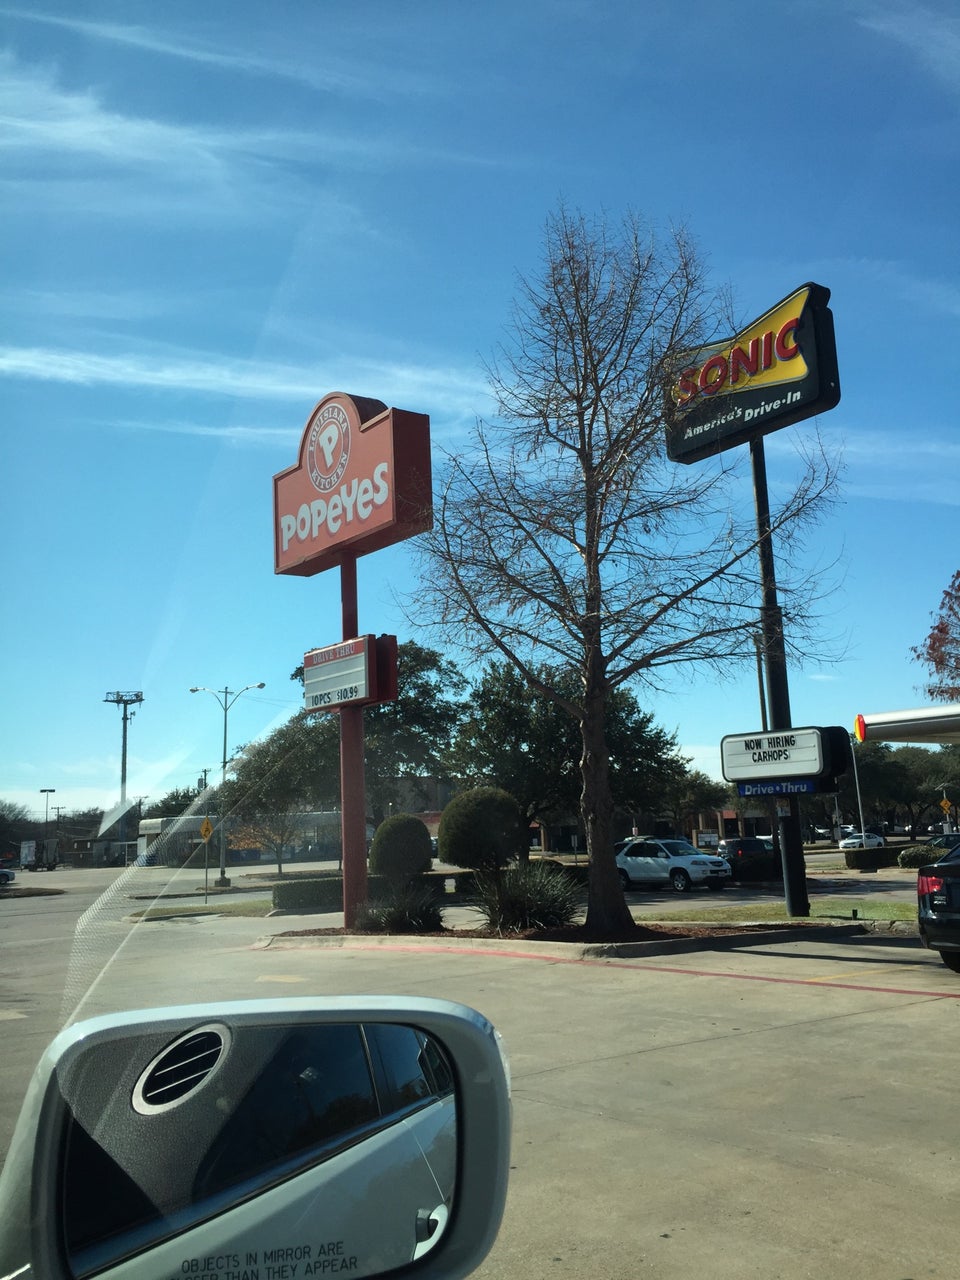 LOUISIANA
P
KITCHEN
POPEYES
DRIVE THRU
10PCS $10.99
SONIC
America's Drive-In
NOW HIRING
CARHOPS
Drive•Thru
OBJECTS IN MIRROR ARE
CLOSER THAN THEY APPEAR